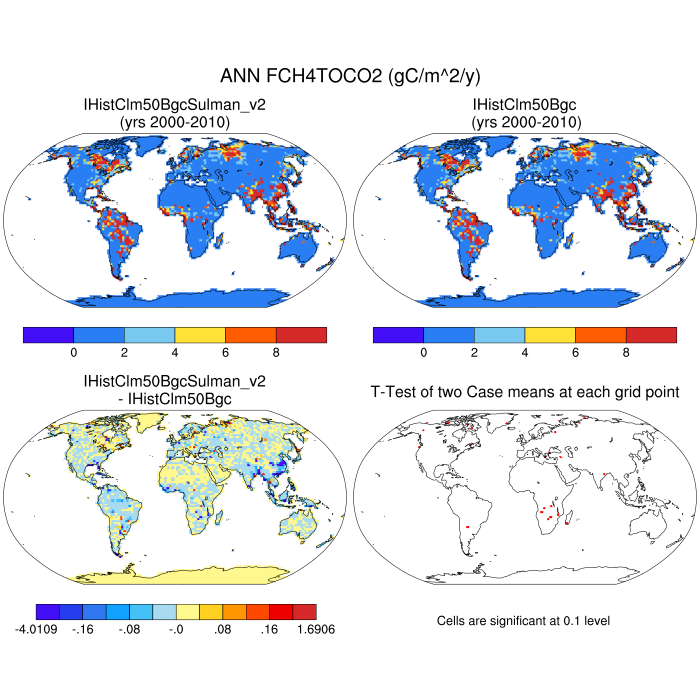 ANN FCH4TOCO2 (gC/m^2/y)
IHistClm50BgcSulman_v2
(yrs 2000-2010)
IHistClm50Bgc
(yrs 2000-2010)
0 2 4 6 8
0 2 4 6 8
IHistClm50BgcSulman_v2
- IHistClm50Bgc
T-Test of two Case means at each grid point
-4.0109 -.16 -.08 -.0 .08 .16 1.6906
Cells are significant at 0.1 level